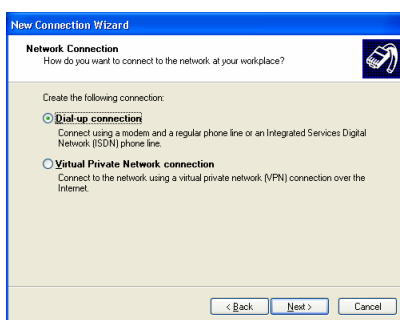 New Connection Wizard
Network Connection
How do you want to connect to the network at your workplace?
Create the following connection:
Dial-up connection
Connect using a modem and a regular phone line or an Integrated Services Digital
Network (ISDN) phone line.
Virtual Private Network connection
Connect to the network using a virtual private network (VPN) connection over the
Internet.
< Back
Next >
Cancel